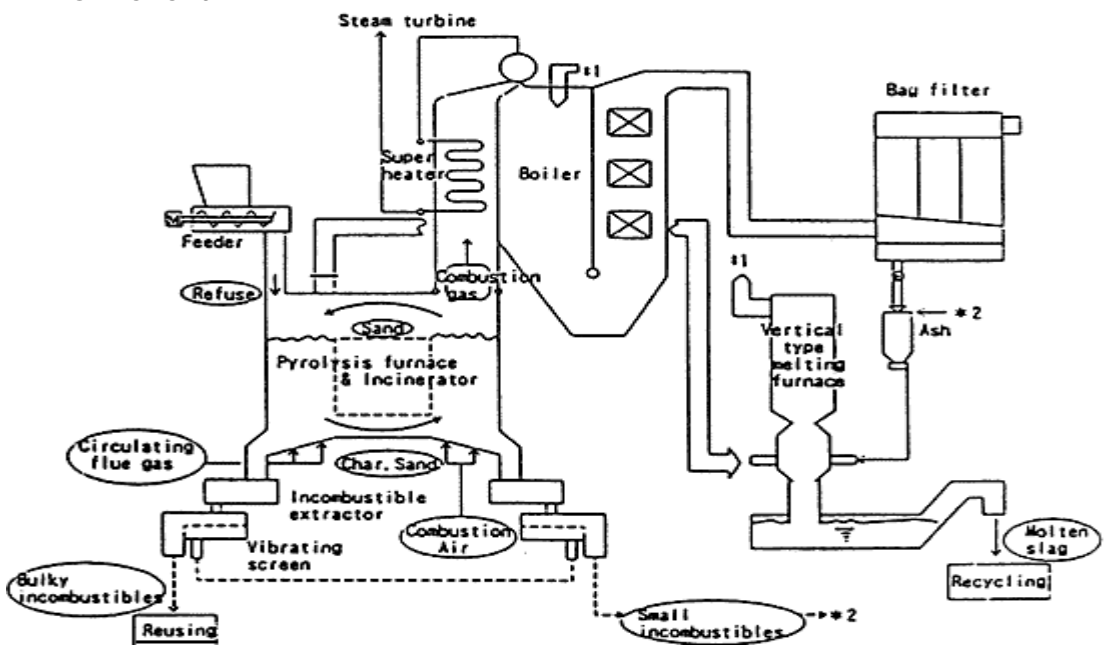 Steam turbine
*1
Bag filter
Super
heater
Boiler
M
Feeder
*1
Refuse
Combustion
gas
*2
Ash
Sand
Vertical
type
melting
furnace
Pyrolysis furnace
& Incinerator
Circulating
flue gas
Char, Sand
Incombustible
extractor
Combustion
Air
Molten
slag
Vibrating
screen
Bulky
incombustibles
Recycling
Small
incombustibles
*2
Reusing